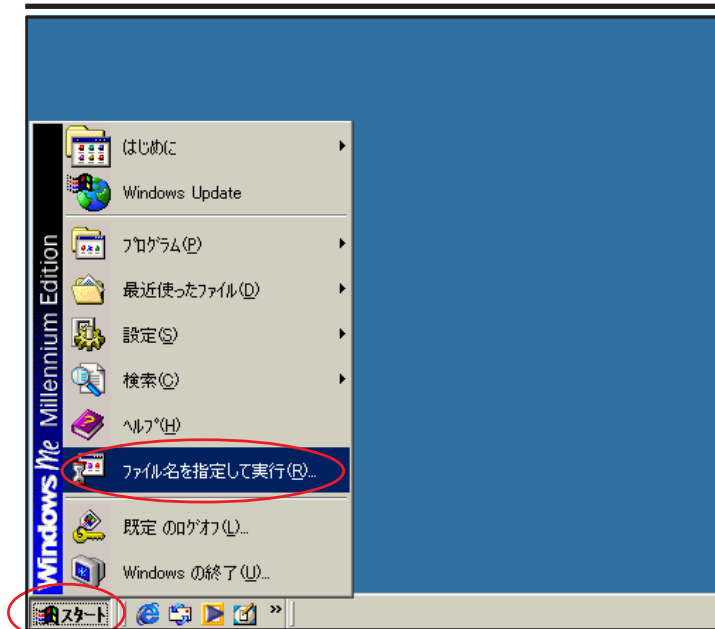 はじめに
Windows Update
プログラム(P)
最近使ったファイル(D)
設定(S)
検索(C)
ヘルプ(H)
ファイル名を指定して実行(R)...
既定 のログオフ(L)...
Windows の終了(U)...
Windows Me Millennium Edition
スタート
»